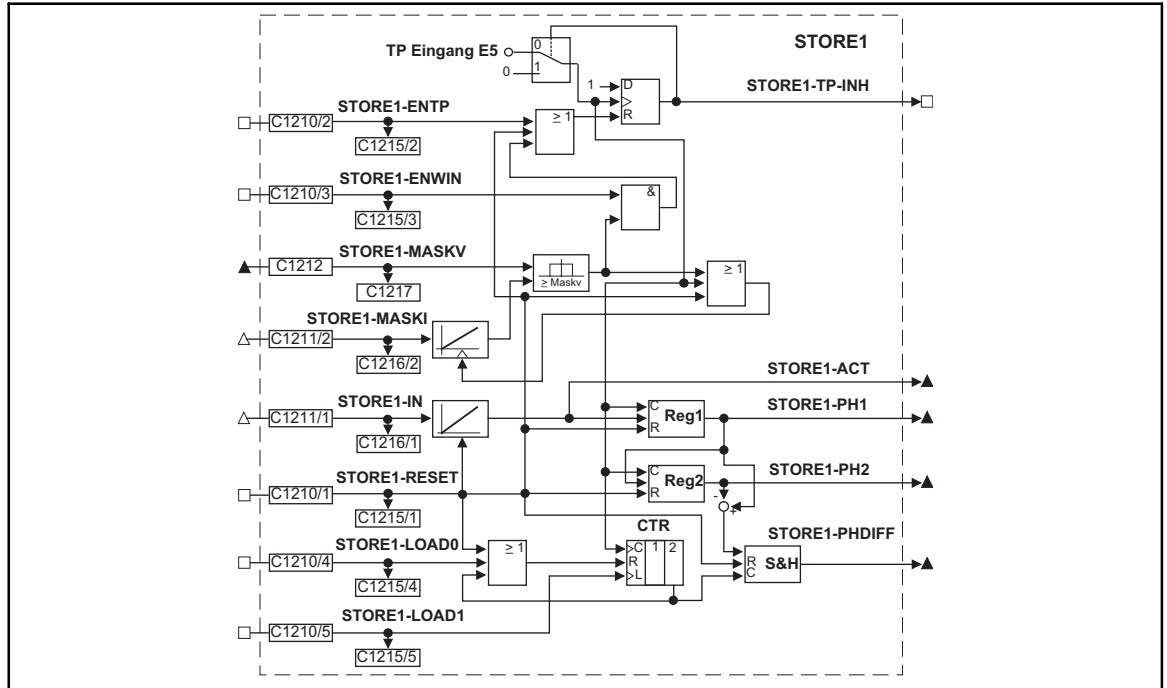 STORE1
TP Eingang E5
0
1
0
1
D
R
STORE1-TP-INH
STORE1-ENTP
C1210/2
C1215/2
≥ 1
STORE1-ENWIN
C1210/3
C1215/3
&
STORE1-MASKV
C1212
C1217
≥ Maskv
≥ 1
STORE1-MASKI
C1211/2
C1216/2
STORE1-ACT
STORE1-IN
C1211/1
C1216/1
C
R
Reg1
STORE1-PH1
STORE1-RESET
C1210/1
C1215/1
C
R
Reg2
STORE1-PH2
-
+
CTR
STORE1-PHDIFF
STORE1-LOAD0
C1210/4
C1215/4
≥ 1
C
R
L
1
2
R
C
S&H
STORE1-LOAD1
C1210/5
C1215/5